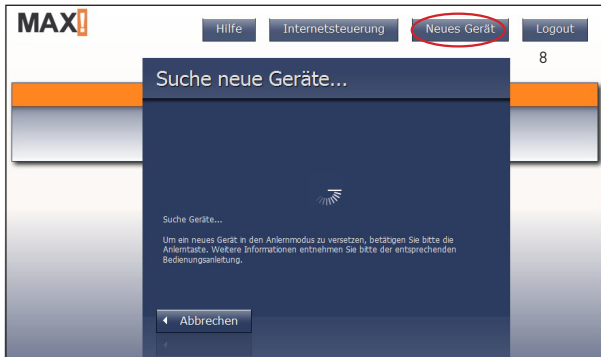 MAX!
Hilfe Internetsteuerung Neues Gerät Logout
8
Suche neue Geräte...
Suche Geräte...
Um ein neues Gerät in den Anlernmodus zu versetzen, betätigen Sie bitte die
Anlerntaste. Weitere Informationen entnehmen Sie bitte der entsprechenden
Bedienungsanleitung.
Abbrechen